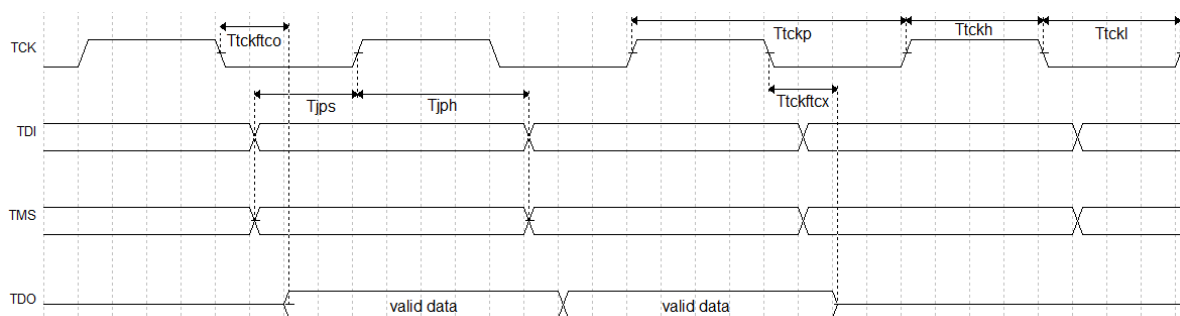 TCK
Ttckftco
Ttckp
Ttckh
Ttckl
Tjps
Tjph
Ttckftcx
TDI
TMS
TDO
valid data
valid data